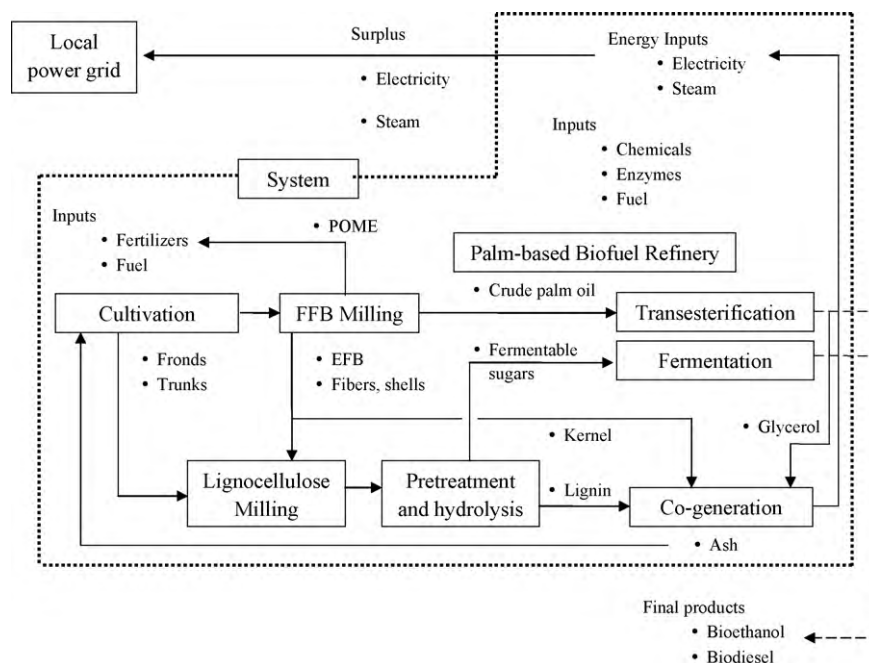 Local
power grid
Surplus
• Electricity
• Steam
Energy Inputs
• Electricity
• Steam
Inputs
• Chemicals
• Enzymes
• Fuel
System
Inputs
• Fertilizers
• Fuel
• POME
Palm-based Biofuel Refinery
Cultivation
FFB Milling
• Crude palm oil
Transesterification
• Fronds
• Trunks
• EFB
• Fibers, shells
• Fermentable
sugars
Fermentation
• Kernel
• Glycerol
Lignocellulose
Milling
Pretreatment
and hydrolysis
• Lignin
Co-generation
• Ash
Final products
• Bioethanol
• Biodiesel